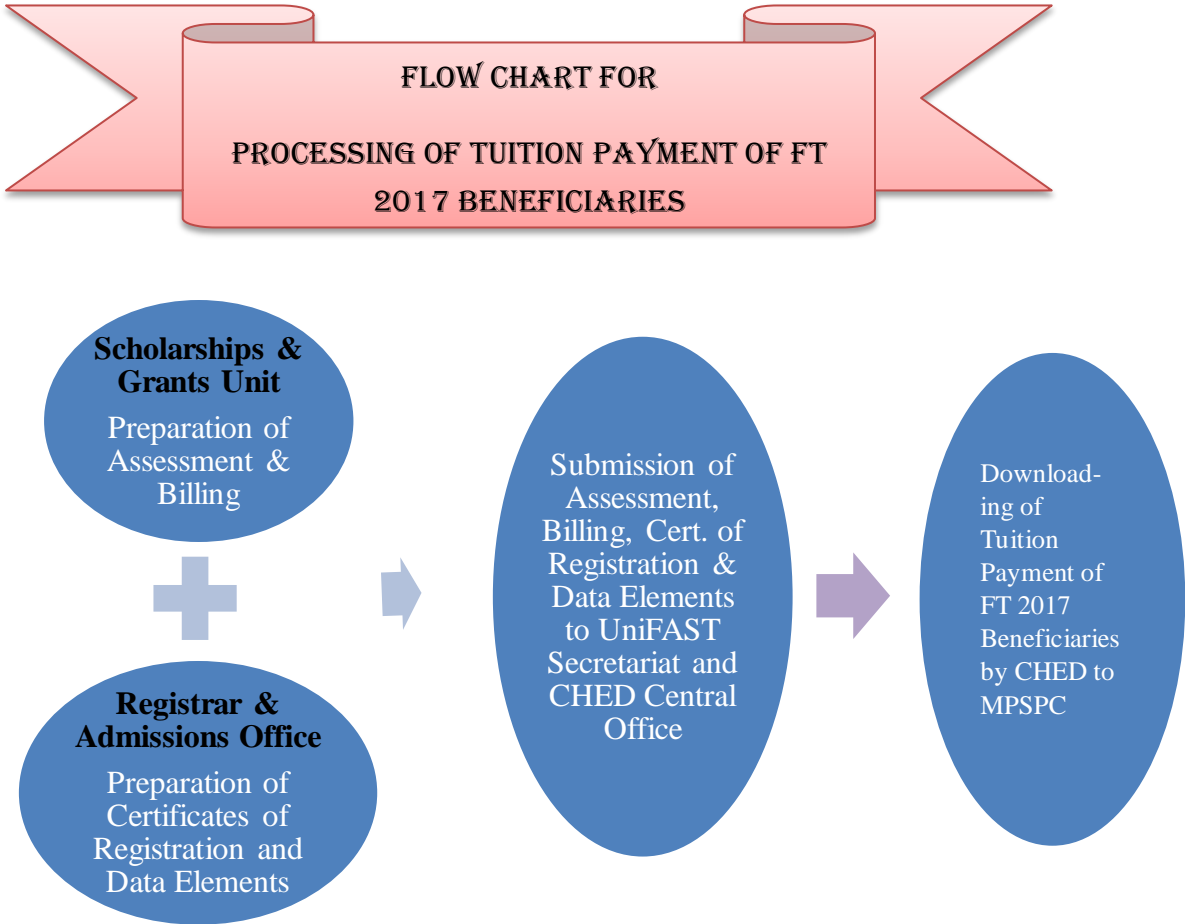 FLOW CHART FOR
PROCESSING OF TUITION PAYMENT OF FT
2017 BENEFICIARIES
Scholarships &
Grants Unit
Preparation of
Assessment &
Billing
Registrar &
Admissions Office
Preparation of
Certificates of
Registration and
Data Elements
Submission of
Assessment,
Billing, Cert. of
Registration &
Data Elements
to UniFAST
Secretariat and
CHED Central
Office
Download-
ing of
Tuition
Payment of
FT 2017
Beneficiaries
by CHED to
MPSPC